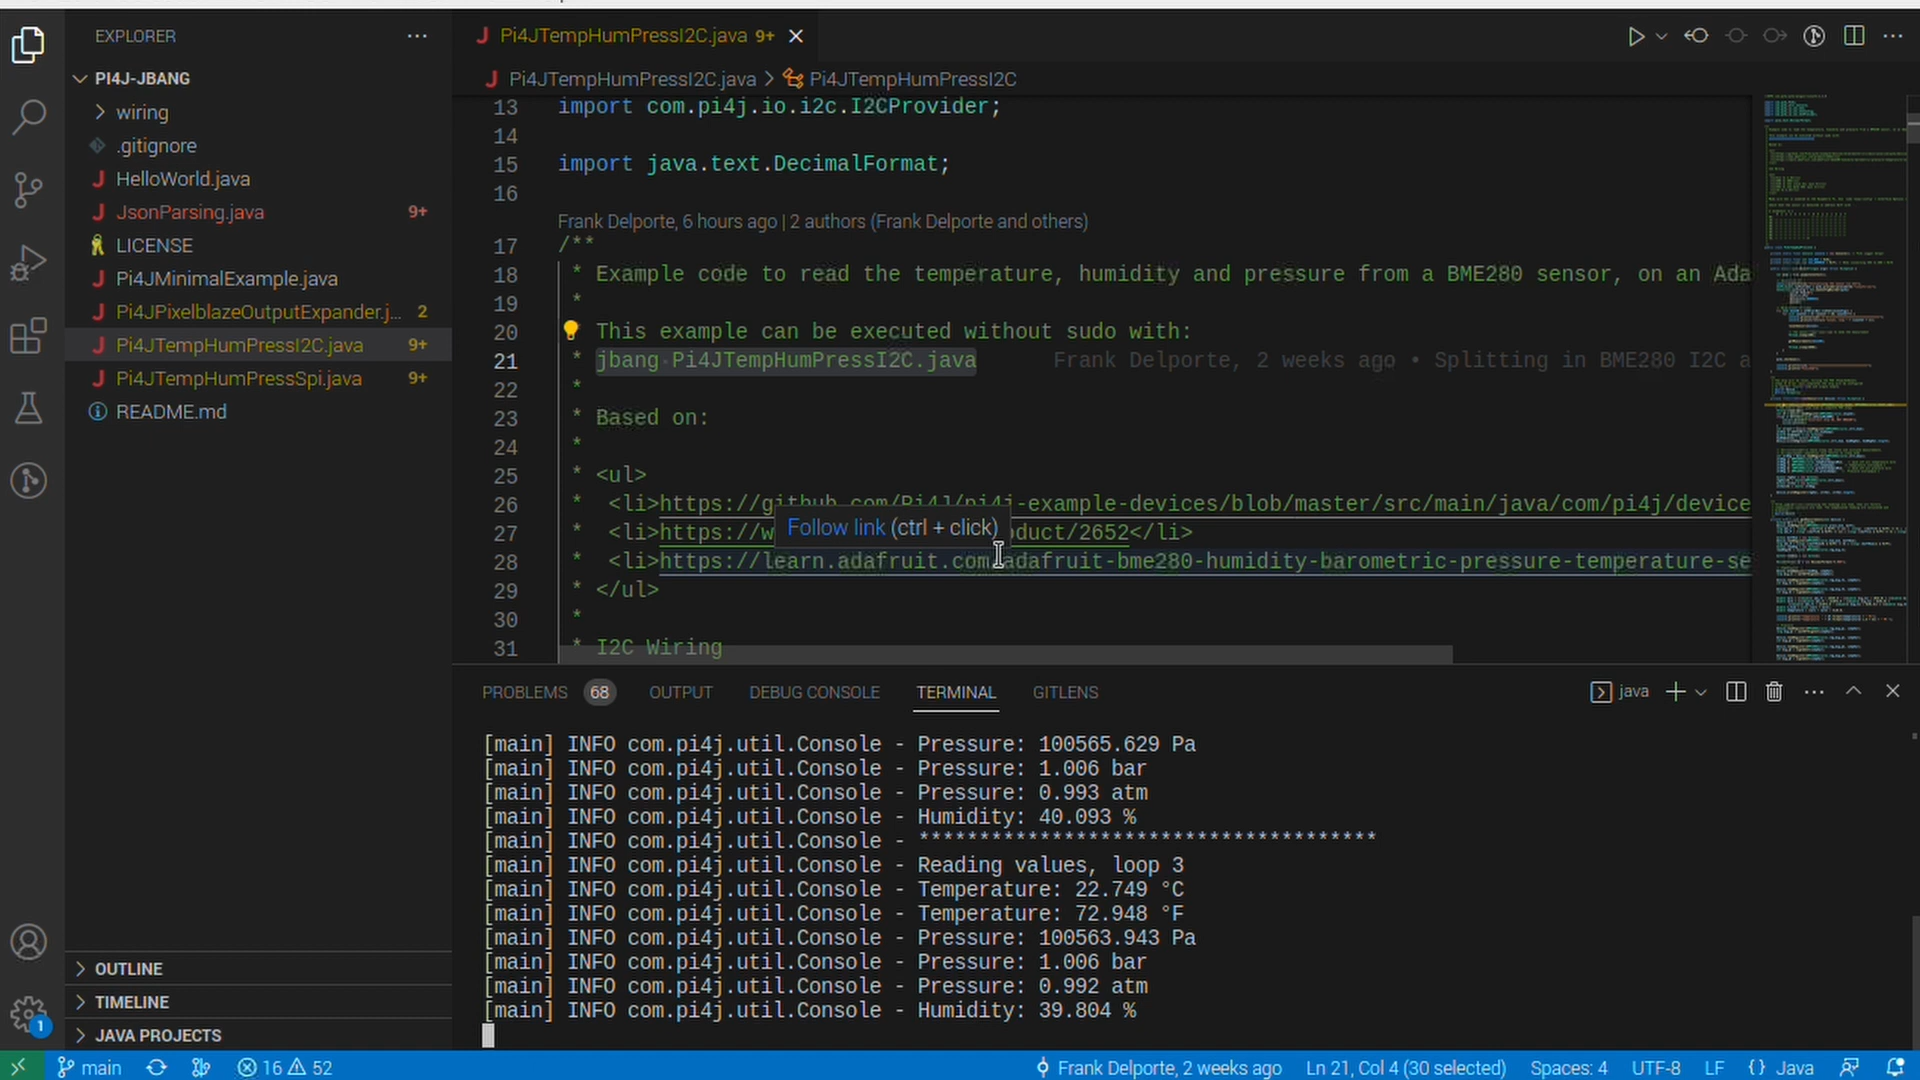 EXPLORER
PI4J-JBANG
wiring
.gitignore
HelloWorld.java
JsonParsing.java 9+
LICENSE
Pi4JMinimalExample.java
Pi4JPixelblazeOutputExpander.j... 2
Pi4JTempHumPressI2C.java 9+
Pi4JTempHumPressSpi.java 9+
README.md
OUTLINE
TIMELINE
JAVA PROJECTS
1
Pi4JTempHumPressI2C.java 9+
Pi4JTempHumPressI2C.java > Pi4JTempHumPressI2C
13 import com.pi4j.io.i2c.I2CProvider;
14
15 import java.text.DecimalFormat;
16
Frank Delporte, 6 hours ago | 2 authors (Frank Delporte and others)
17 /**
18 * Example code to read the temperature, humidity and pressure from a BME280 sensor, on an Ada
19 *
20 * This example can be executed without sudo with:
21 * jbang Pi4JTempHumPressI2C.java Frank Delporte, 2 weeks ago • Splitting in BME280 I2C a
22 *
23 * Based on:
24 *
25 * <ul>
26 * <li>https://github.com/Pi4J/pi4j-example-devices/blob/master/src/main/java/com/pi4j/device
27 * <li>https://w oduct/2652</li>
Follow link (ctrl + click)
28 * <li>https://learn.adafruit.com/adafruit-bme280-humidity-barometric-pressure-temperature-se
29 * </ul>
30 *
31 * I2C Wiring
PROBLEMS 68 OUTPUT DEBUG CONSOLE TERMINAL GITLENS java
[main] INFO com.pi4j.util.Console - Pressure: 100565.629 Pa
[main] INFO com.pi4j.util.Console - Pressure: 1.006 bar
[main] INFO com.pi4j.util.Console - Pressure: 0.993 atm
[main] INFO com.pi4j.util.Console - Humidity: 40.093 %
[main] INFO com.pi4j.util.Console - **************************************
[main] INFO com.pi4j.util.Console - Reading values, loop 3
[main] INFO com.pi4j.util.Console - Temperature: 22.749 °C
[main] INFO com.pi4j.util.Console - Temperature: 72.948 °F
[main] INFO com.pi4j.util.Console - Pressure: 100563.943 Pa
[main] INFO com.pi4j.util.Console - Pressure: 1.006 bar
[main] INFO com.pi4j.util.Console - Pressure: 0.992 atm
[main] INFO com.pi4j.util.Console - Humidity: 39.804 %
main 16 52 Frank Delporte, 2 weeks ago Ln 21, Col 4 (30 selected) Spaces: 4 UTF-8 LF {} Java